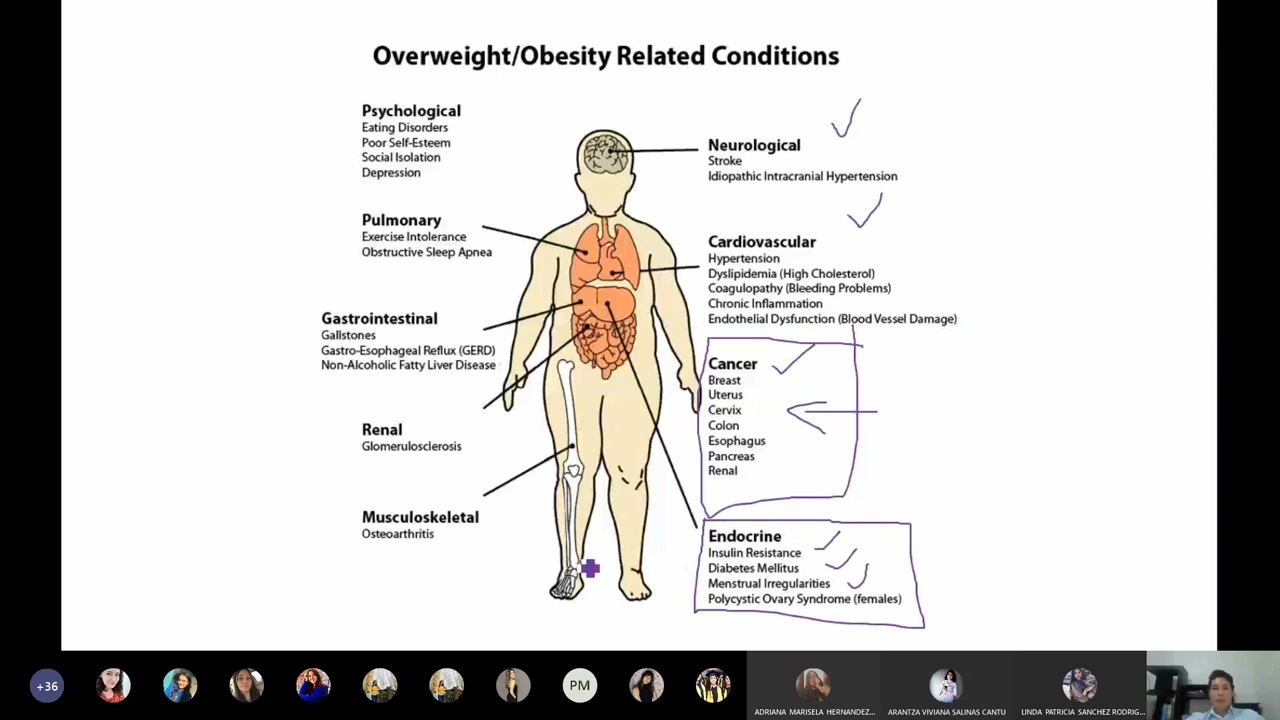 Overweight/Obesity Related Conditions
Psychological
Eating Disorders
Poor Self-Esteem
Social Isolation
Depression
Pulmonary
Exercise Intolerance
Obstructive Sleep Apnea
Gastrointestinal
Gallstones
Gastro-Esophageal Reflux (GERD)
Non-Alcoholic Fatty Liver Disease
Renal
Glomerulosclerosis
Musculoskeletal
Osteoarthritis
Neurological
Stroke
Idiopathic Intracranial Hypertension
Cardiovascular
Hypertension
Dyslipidemia (High Cholesterol)
Coagulopathy (Bleeding Problems)
Chronic Inflammation
Endothelial Dysfunction (Blood Vessel Damage)
Cancer
Breast
Uterus
Cervix
Colon
Esophagus
Pancreas
Renal
Endocrine
Insulin Resistance
Diabetes Mellitus
Menstrual Irregularities
Polycystic Ovary Syndrome (females)
+36
PM
ADRIANA MARISELA HERNANDEZ...
ARANTZA VIVIANA SALINAS CANTU
LINDA PATRICIA SANCHEZ RODRIG...